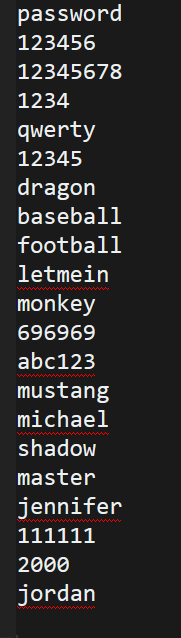 password
123456
12345678
1234
qwerty
12345
dragon
baseball
football
letmein
monkey
696969
abc123
mustang
michael
shadow
master
jennifer
111111
2000
jordan